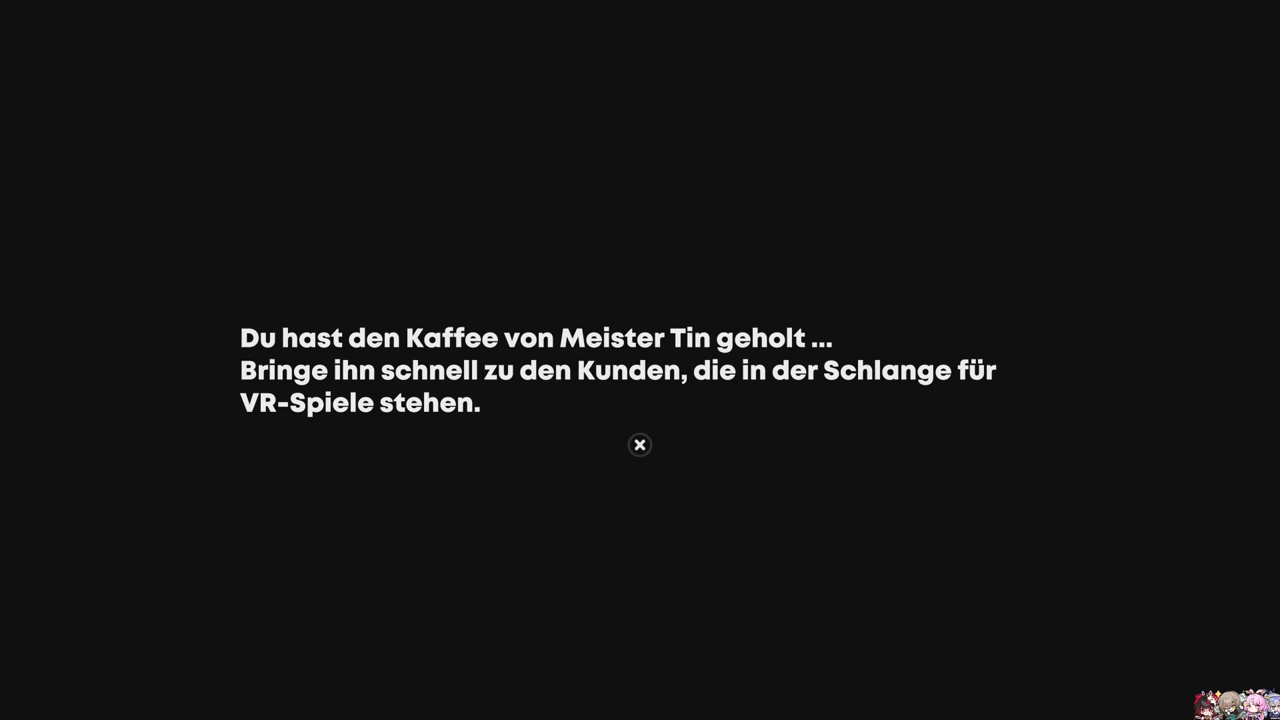 Du hast den Kaffee von Meister Tin geholt ...
Bringe ihn schnell zu den Kunden, die in der Schlange für
VR-Spiele stehen.